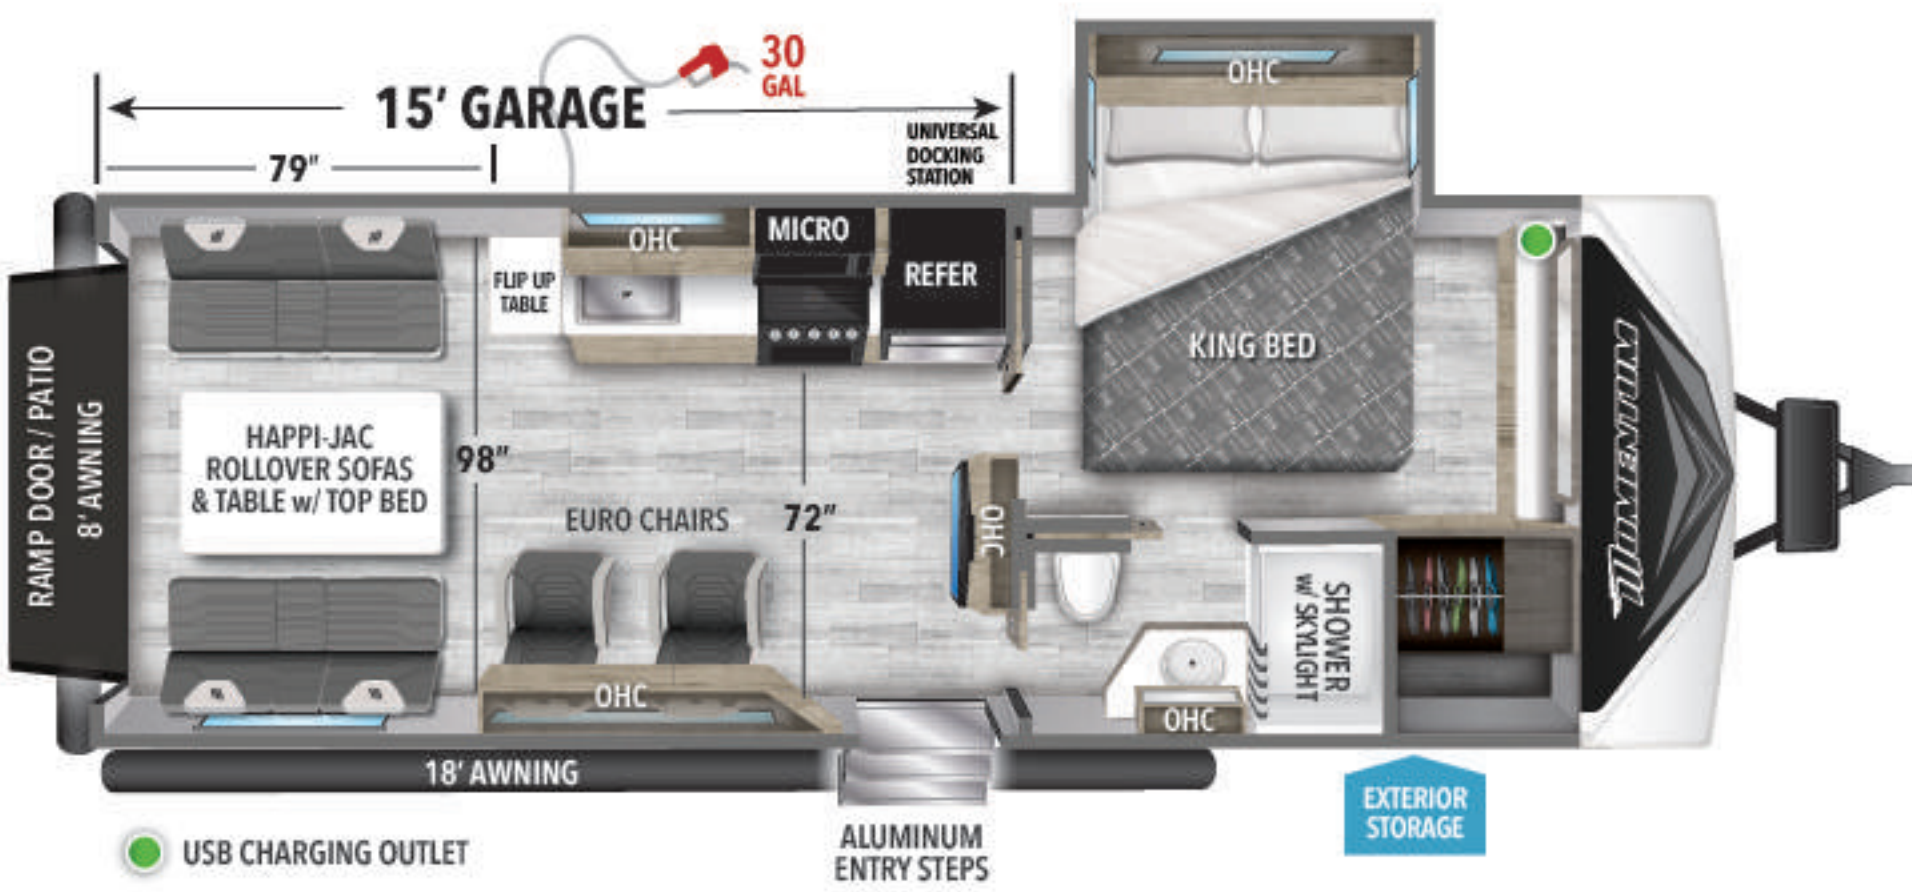 30
GAL
15' GARAGE
79"
UNIVERSAL
DOCKING
STATION
OHC
OHC
MICRO
REFER
FLIP UP
TABLE
KING BED
RAMP DOOR / PATIO
8' AWNING
HAPPI-JAC
ROLLOVER SOFAS
& TABLE w/ TOP BED
98"
EURO CHAIRS
72"
OHC
SHOWER
w/ SKYLIGHT
OHC
OHC
MOMENTUM
18' AWNING
EXTERIOR
STORAGE
ALUMINUM
ENTRY STEPS
USB CHARGING OUTLET